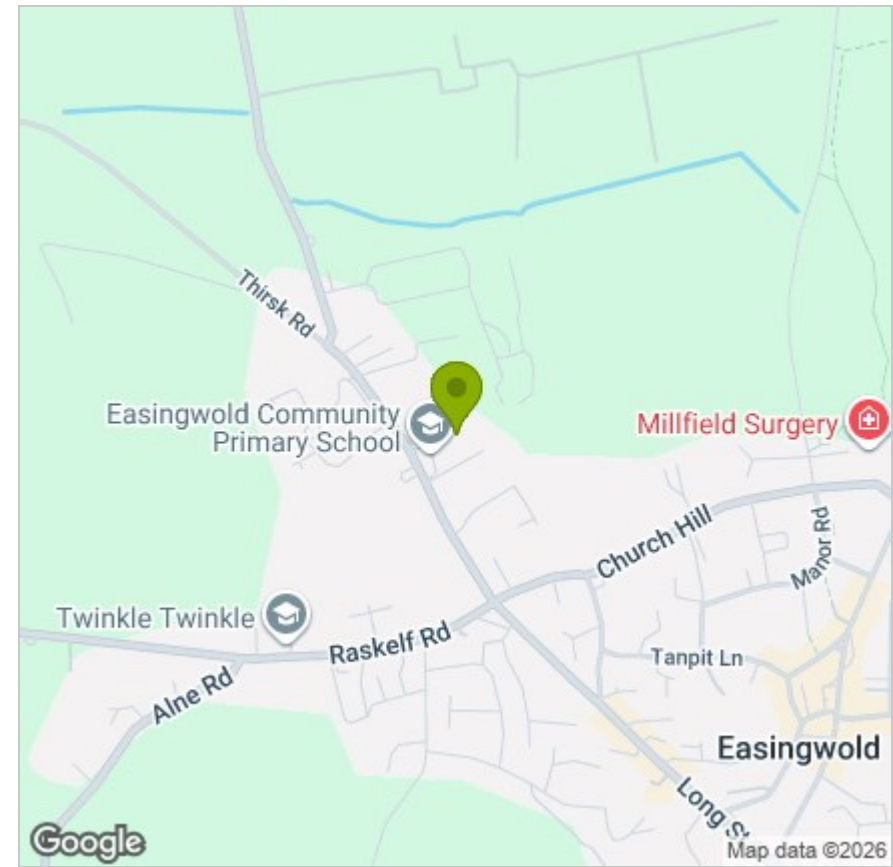 Thirsk Rd
Easingwold Community
Primary School
Millfield Surgery
Church Hill
Manor Rd
Twinkle Twinkle
Raskelf Rd
Tanpit Ln
Alne Rd
Easingwold
Long St
Google
Map data ©2026